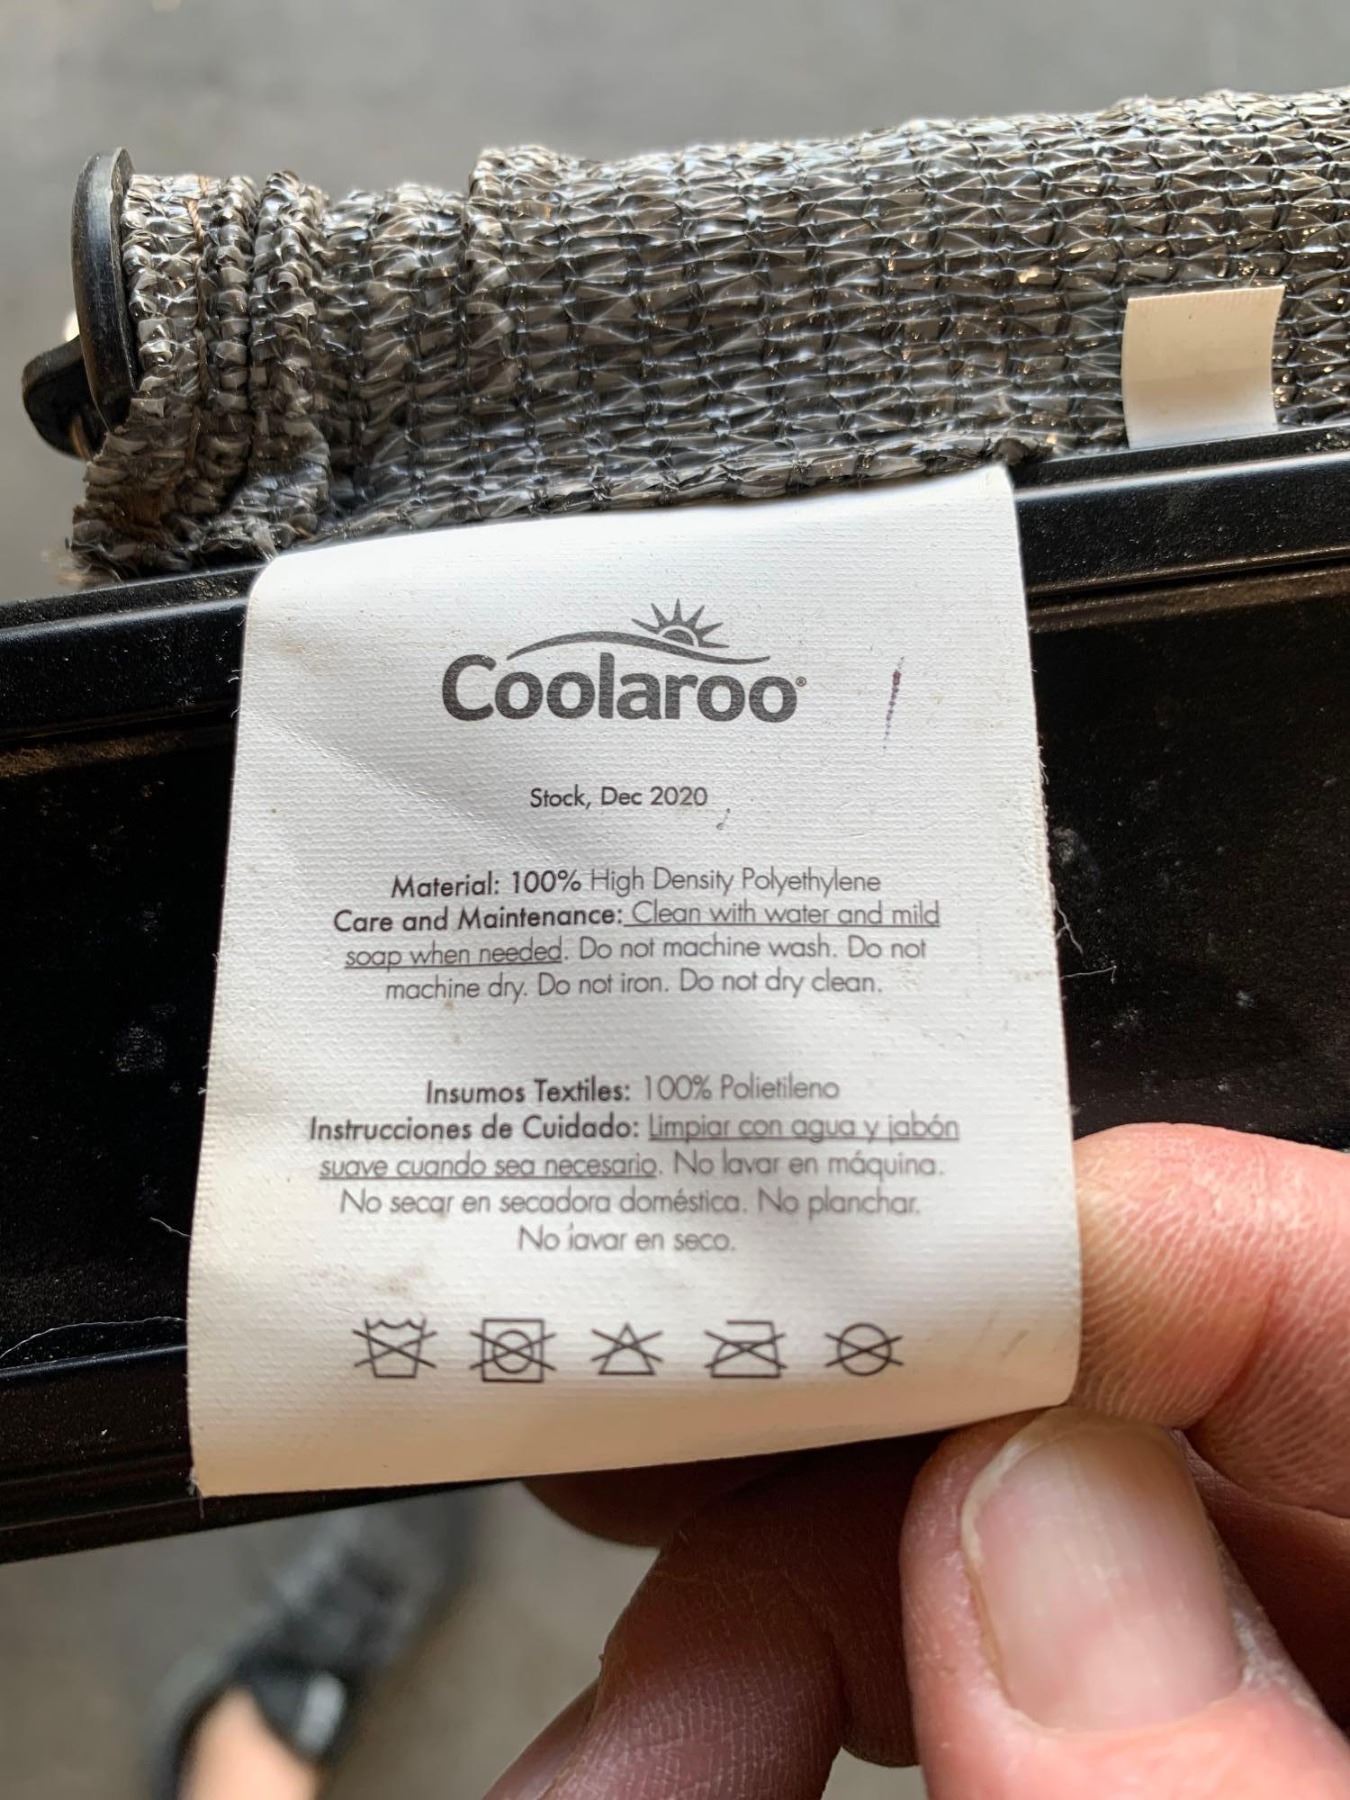 Coolaroo®
Stock, Dec 2020
Material: 100% High Density Polyethylene
Care and Maintenance: Clean with water and mild
soap when needed. Do not machine wash. Do not
machine dry. Do not iron. Do not dry clean.
Insumos Textiles: 100% Polietileno
Instrucciones de Cuidado: Limpiar con agua y jabón
suave cuando sea necesario. No lavar en máquina.
No secar en secadora doméstica. No planchar.
No lavar en seco.